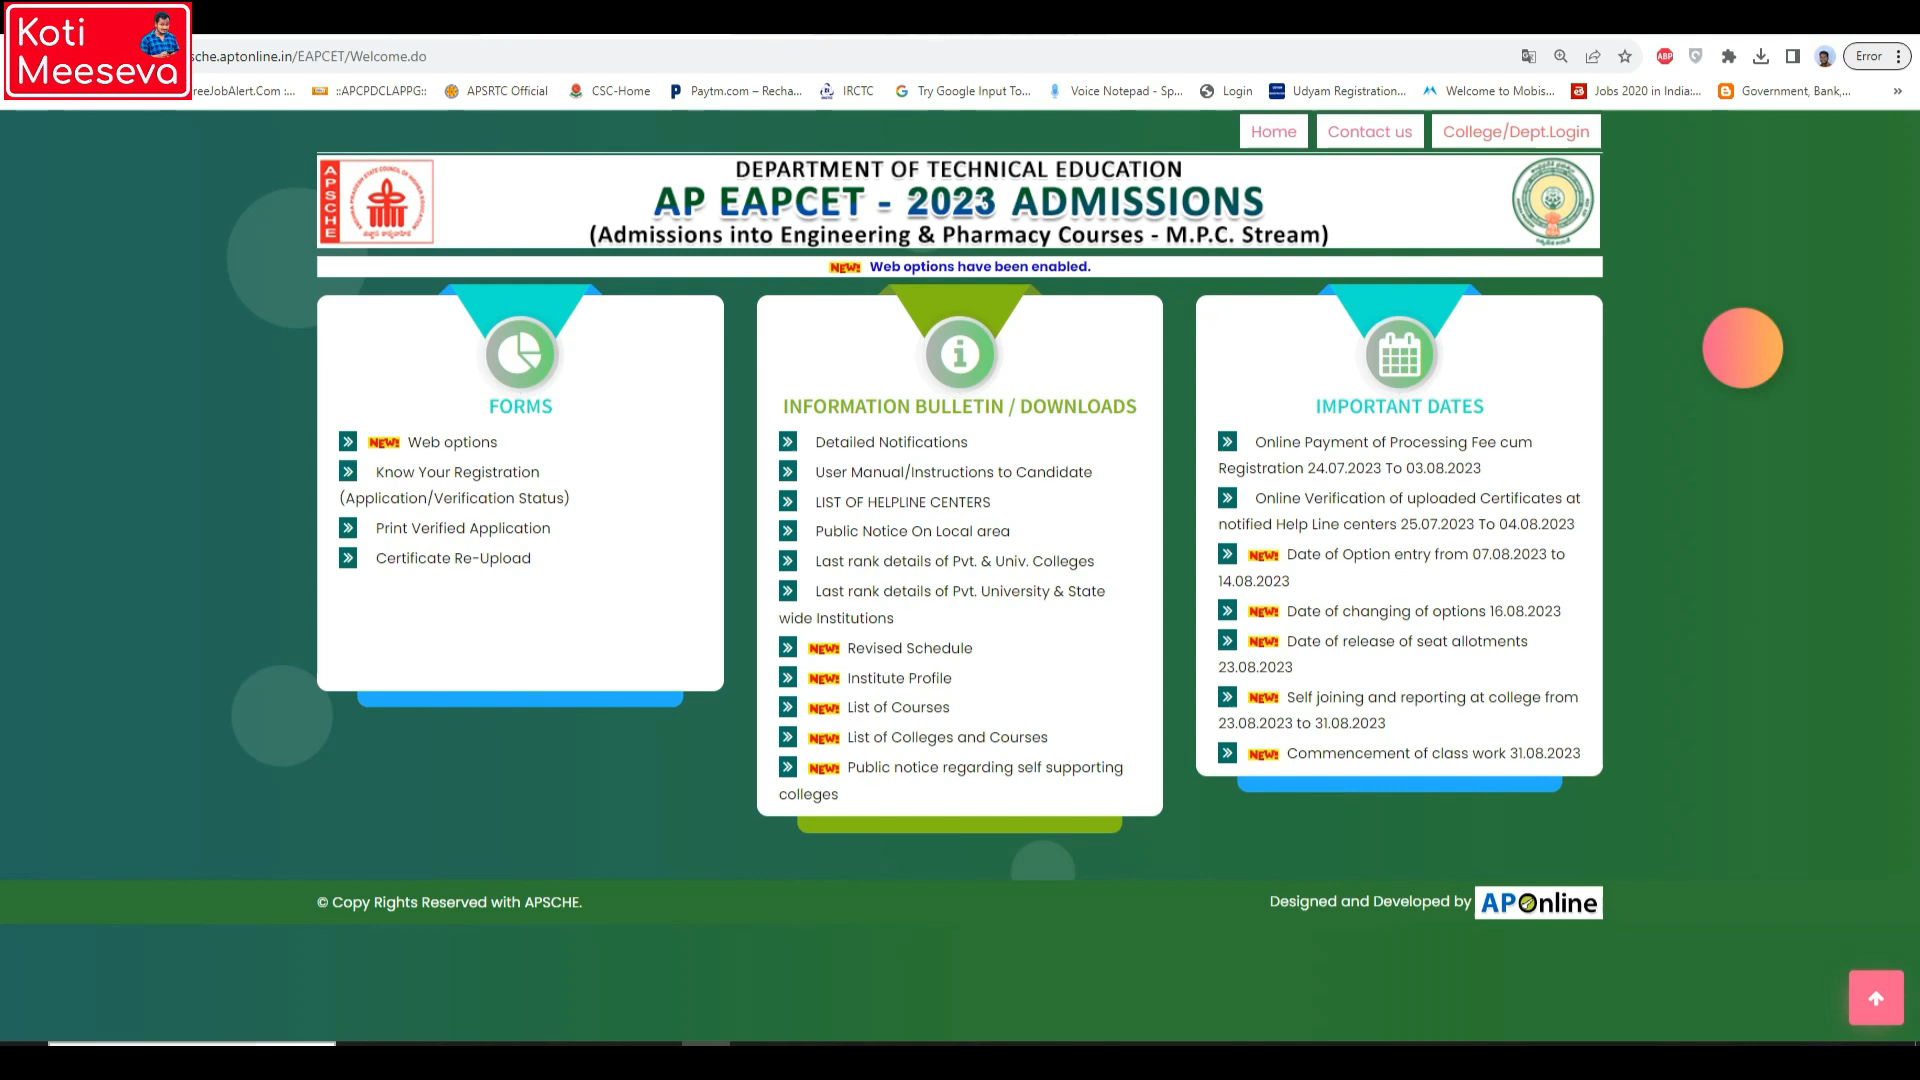 Koti
Meeseva
sche.aptonline.in/EAPCET/Welcome.do
ABP
Error
reeJobAlert.Com :...
::APCPDCLAPPG::
APSRTC Official
CSC-Home
Paytm.com – Recha...
IRCTC
Try Google Input To...
Voice Notepad - Sp...
Login
Udyam Registration...
Welcome to Mobis...
Jobs 2020 in India:...
Government, Bank,...
Home
Contact us
College/Dept.Login
APSCHE
DEPARTMENT OF TECHNICAL EDUCATION
AP EAPCET - 2023 ADMISSIONS
(Admissions into Engineering & Pharmacy Courses - M.P.C. Stream)
NEW! Web options have been enabled.
FORMS
NEW! Web options
Know Your Registration
(Application/Verification Status)
Print Verified Application
Certificate Re-Upload
INFORMATION BULLETIN / DOWNLOADS
Detailed Notifications
User Manual/Instructions to Candidate
LIST OF HELPLINE CENTERS
Public Notice On Local area
Last rank details of Pvt. & Univ. Colleges
Last rank details of Pvt. University & State
wide Institutions
NEW! Revised Schedule
NEW! Institute Profile
NEW! List of Courses
NEW! List of Colleges and Courses
NEW! Public notice regarding self supporting
colleges
IMPORTANT DATES
Online Payment of Processing Fee cum
Registration 24.07.2023 To 03.08.2023
Online Verification of uploaded Certificates at
notified Help Line centers 25.07.2023 To 04.08.2023
NEW! Date of Option entry from 07.08.2023 to
14.08.2023
NEW! Date of changing of options 16.08.2023
NEW! Date of release of seat allotments
23.08.2023
NEW! Self joining and reporting at college from
23.08.2023 to 31.08.2023
NEW! Commencement of class work 31.08.2023
© Copy Rights Reserved with APSCHE.
Designed and Developed by APOnline